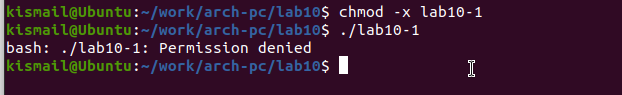 kismail@Ubuntu:~/work/arch-pc/lab10$ chmod -x lab10-1
kismail@Ubuntu:~/work/arch-pc/lab10$ ./lab10-1
bash: ./lab10-1: Permission denied
kismail@Ubuntu:~/work/arch-pc/lab10$